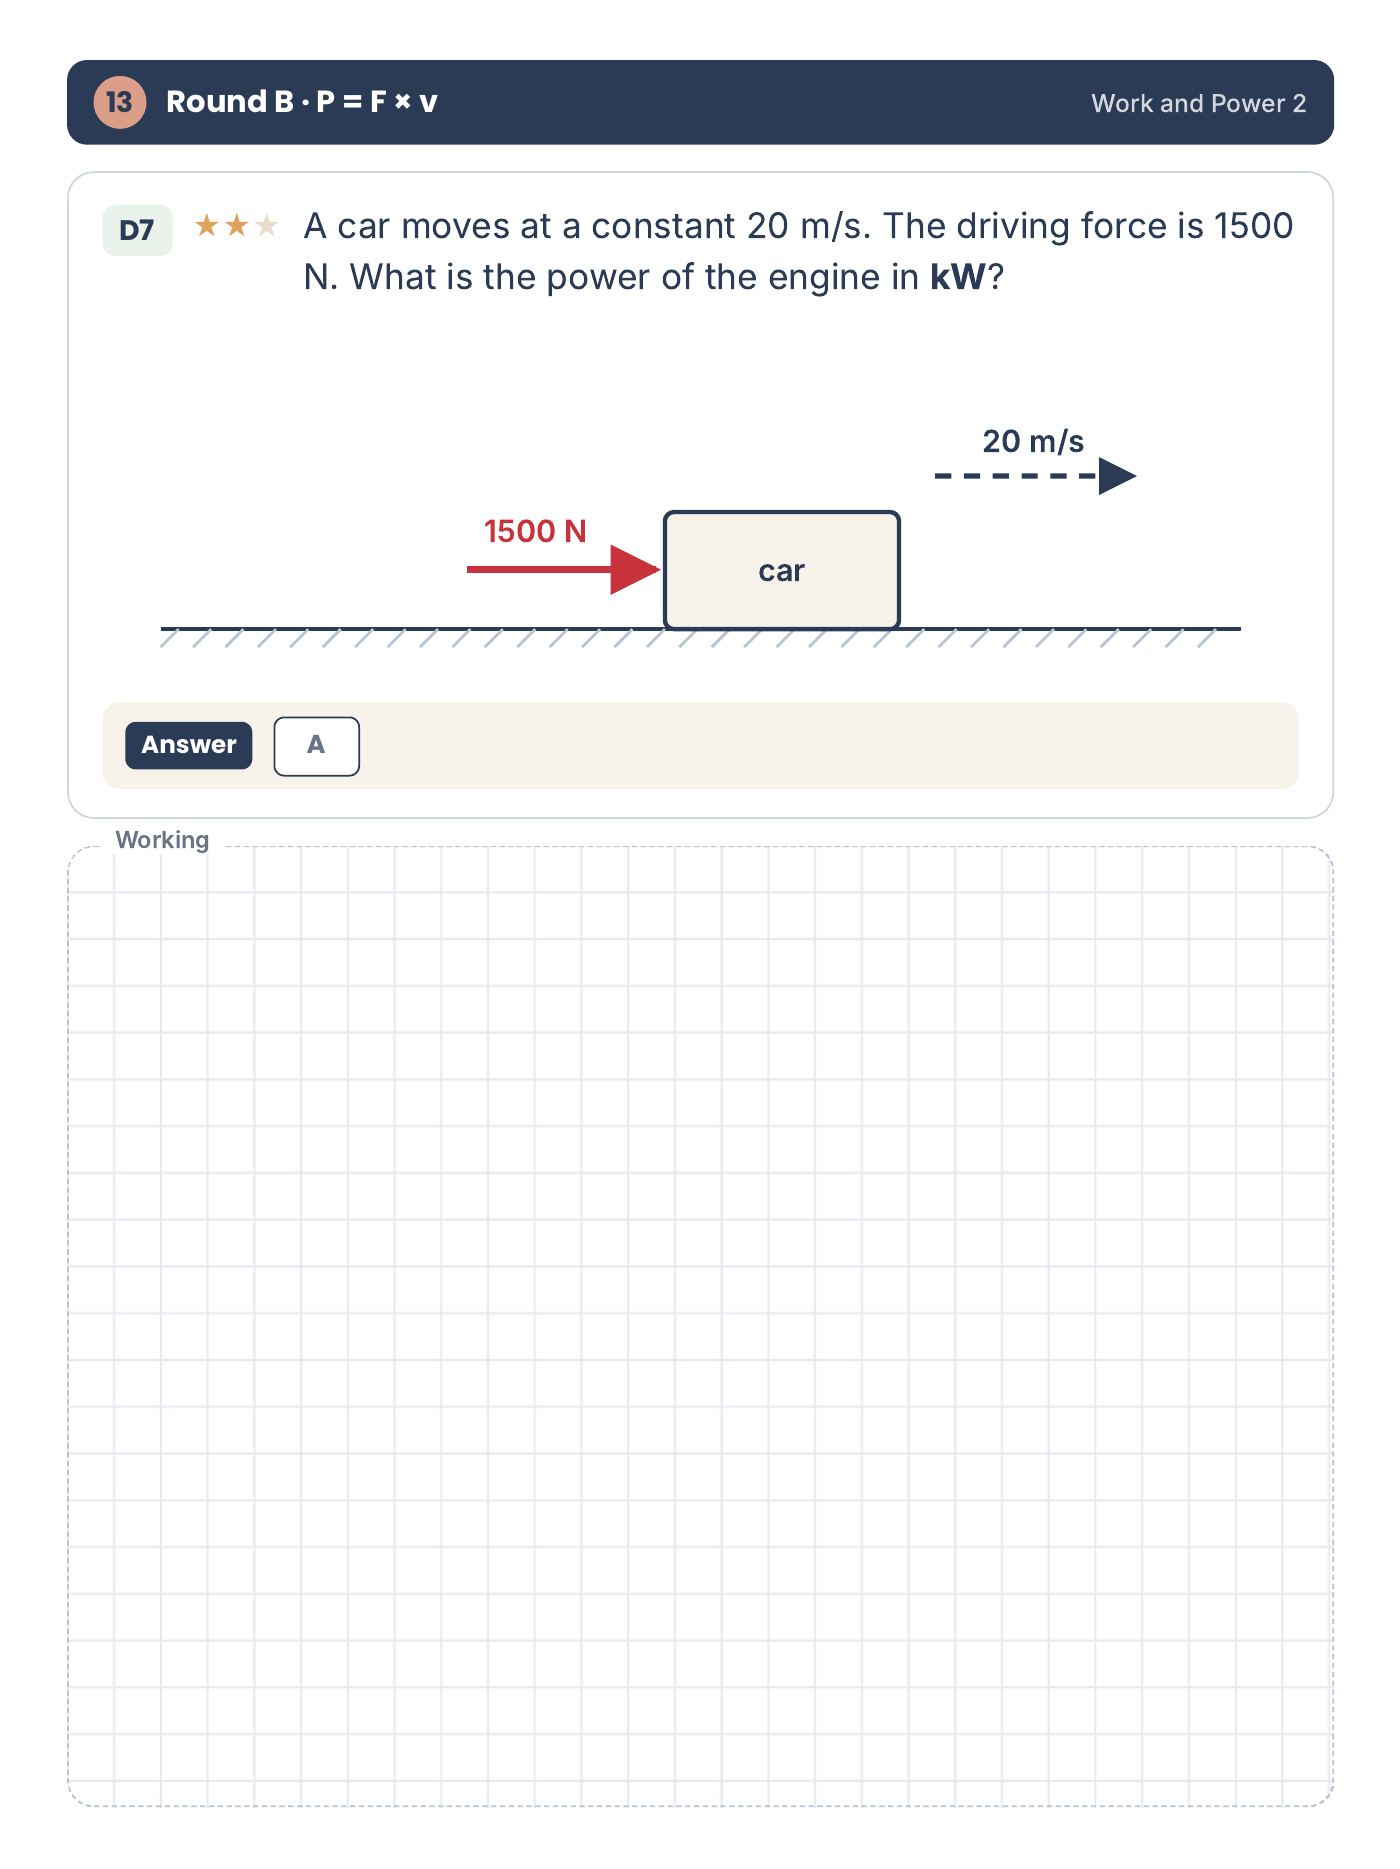 13 Round B · P = F × v
Work and Power 2
D7 ★★★ A car moves at a constant 20 m/s. The driving force is 1500
N. What is the power of the engine in kW?
20 m/s
1500 N
car
Answer A
Working